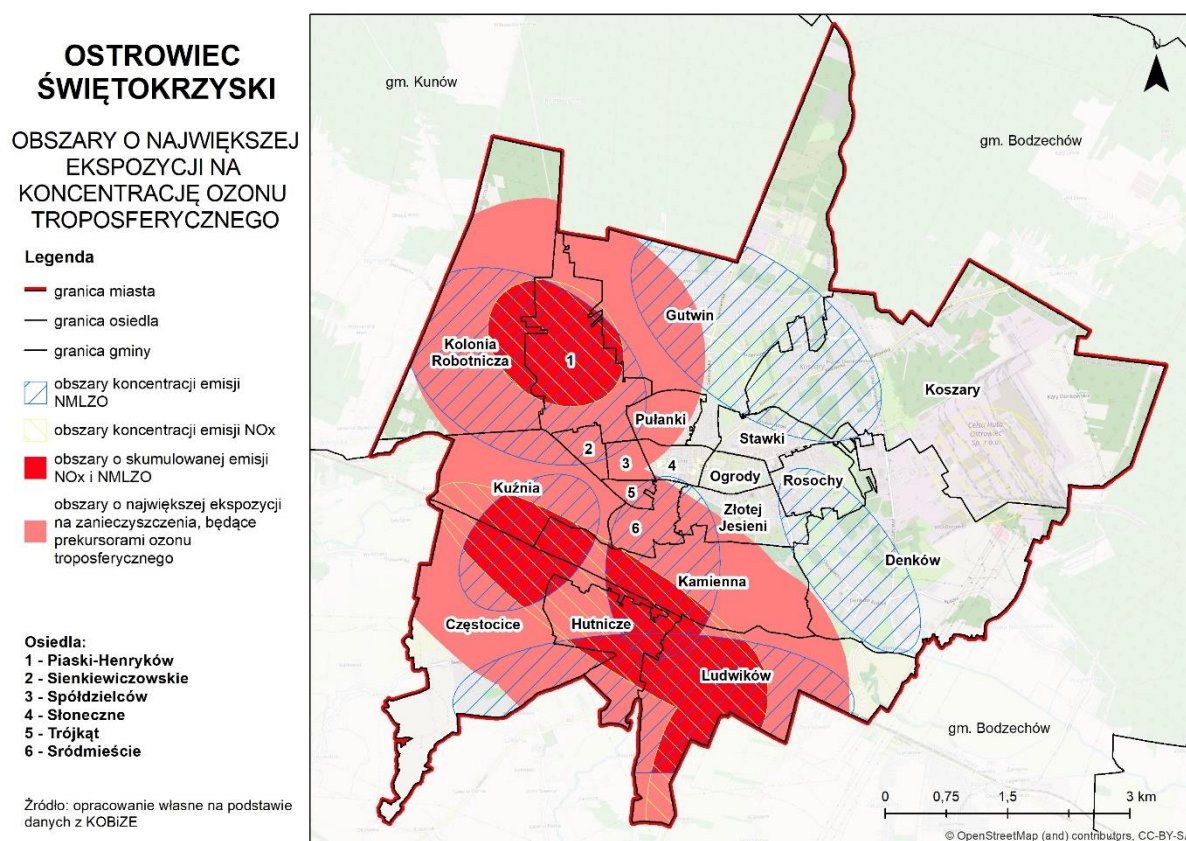 OSTROWIEC
ŚWIĘTOKRZYSKI
OBSZARY O NAJWIĘKSZEJ
EKSPOZYCJI NA
KONCENTRACJĘ OZONU
TROPOSFERYCZNEGO
Legenda
granica miasta
granica osiedla
granica gminy
obszary koncentracji emisji
NMLZO
obszary koncentracji emisji NOx
obszary o skumulowanej emisji
NOx i NMLZO
obszary o największej ekspozycji
na zanieczyszczenia, będące
prekursorami ozonu
troposferycznego
Osiedla:
1 - Piaski-Henryków
2 - Sienkiewiczowskie
3 - Spółdzielców
4 - Słoneczne
5 - Trójkąt
6 - Sródmieście
Źródło: opracowanie własne na podstawie
danych z KOBiZE
gm. Kunów
gm. Bodzechów
Gutwin
Kolonia
Robotnicza
1
Koszary
Celsa Huta
Ostrowiec
Sp. z o.o.
Pułanki
Stawki
2
3
4
Ogrody
Rosochy
Kuźnia
5
6
Złotej
Jesieni
Denków
Kamienna
Częstocice
Hutnicze
Ludwików
gm. Bodzechów
0 0,75 1,5 3 km
© OpenStreetMap (and) contributors, CC-BY-SA